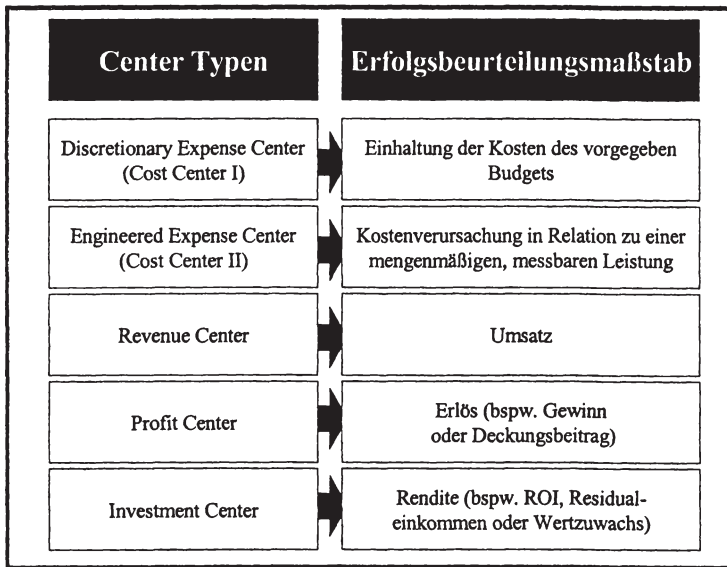 Center Typen
Erfolgsbeurteilungsmaßstab
Discretionary Expense Center
(Cost Center I)
Einhaltung der Kosten des vorgegeben
Budgets
Engineered Expense Center
(Cost Center II)
Kostenverursachung in Relation zu einer
mengenmäßigen, messbaren Leistung
Revenue Center
Umsatz
Profit Center
Erlös (bspw. Gewinn
oder Deckungsbeitrag)
Investment Center
Rendite (bspw. ROI, Residual-
einkommen oder Wertzuwachs)